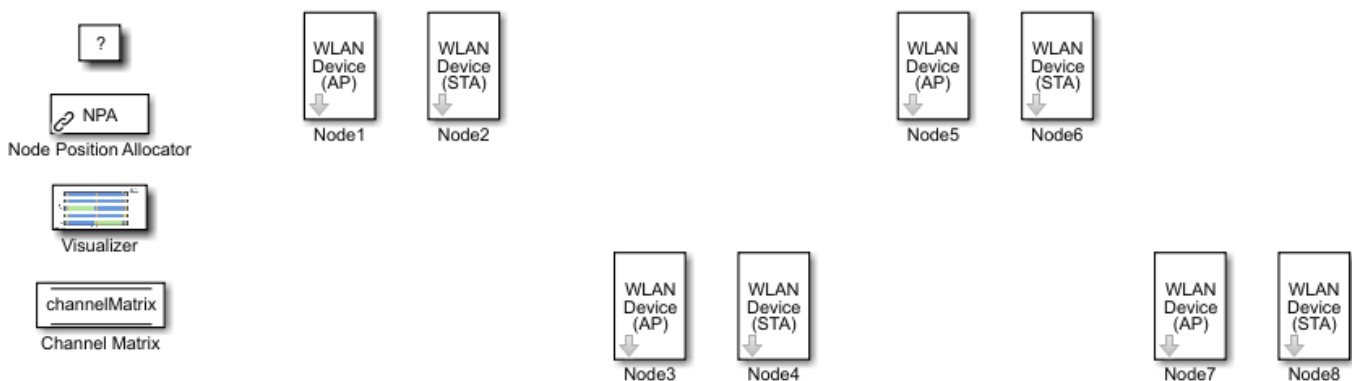 ?
NPA
Node Position Allocator
Visualizer
channelMatrix
Channel Matrix
WLAN
Device
(AP)
Node1
WLAN
Device
(STA)
Node2
WLAN
Device
(AP)
Node5
WLAN
Device
(STA)
Node6
WLAN
Device
(AP)
Node3
WLAN
Device
(STA)
Node4
WLAN
Device
(AP)
Node7
WLAN
Device
(STA)
Node8